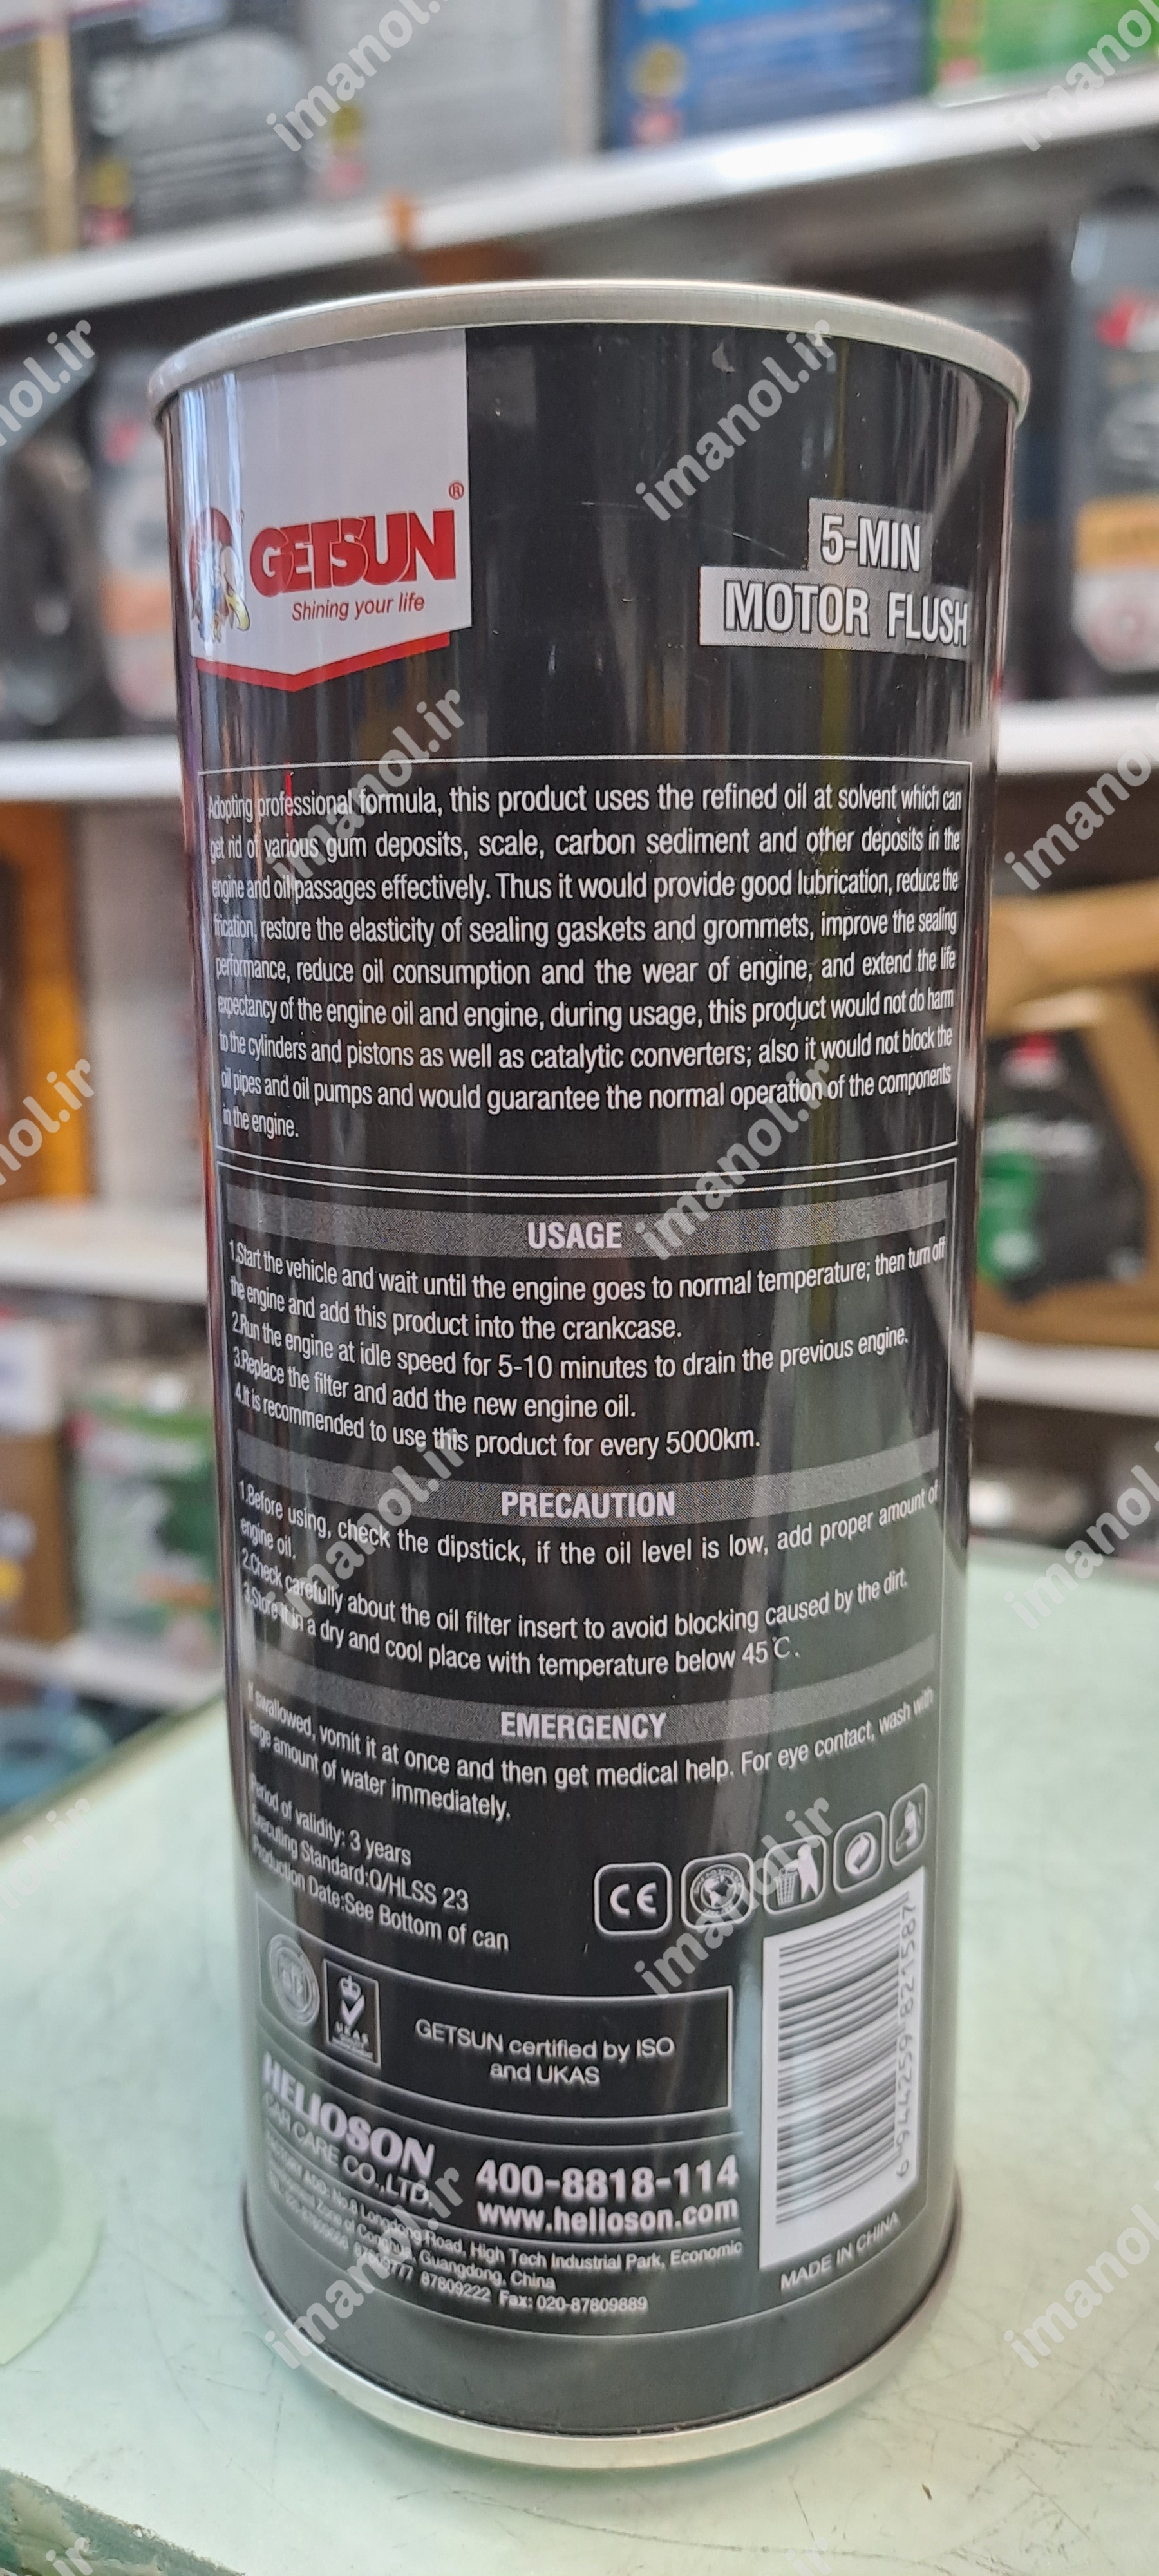 GETSUN®
Shining your life
5-MIN
MOTOR FLUSH
Adopting professional formula, this product uses the refined oil at solvent which can
get rid of various gum deposits, scale, carbon sediment and other deposits in the
engine and oil passages effectively. Thus it would provide good lubrication, reduce the
frication, restore the elasticity of sealing gaskets and grommets, improve the sealing
performance, reduce oil consumption and the wear of engine, and extend the life
expectancy of the engine oil and engine, during usage, this product would not do harm
to the cylinders and pistons as well as catalytic converters; also it would not block the
oil pipes and oil pumps and would guarantee the normal operation of the components
in the engine.
USAGE
1.Start the vehicle and wait until the engine goes to normal temperature; then turn off
the engine and add this product into the crankcase.
2.Run the engine at idle speed for 5-10 minutes to drain the previous engine.
3.Replace the filter and add the new engine oil.
4.It is recommended to use this product for every 5000km.
PRECAUTION
1.Before using, check the dipstick, if the oil level is low, add proper amount of
engine oil.
2.Check carefully about the oil filter insert to avoid blocking caused by the dirt.
3.Store it in a dry and cool place with temperature below 45℃.
EMERGENCY
If swallowed, vomit it at once and then get medical help. For eye contact, wash with
large amount of water immediately.
Period of validity: 3 years
Executing Standard:Q/HLSS 23
Production Date:See Bottom of can
CE
UKAS
GETSUN certified by ISO
and UKAS
HELIOSON
CAR CARE CO.,LTD.
400-8818-114
www.helioson.com
No.8 Longdong Road, High Tech Industrial Park, Economic
Zone of Conghua, Guangdong, China
87809222 Fax: 020-87809889
6 944259 821587
MADE IN CHINA
imanol.ir